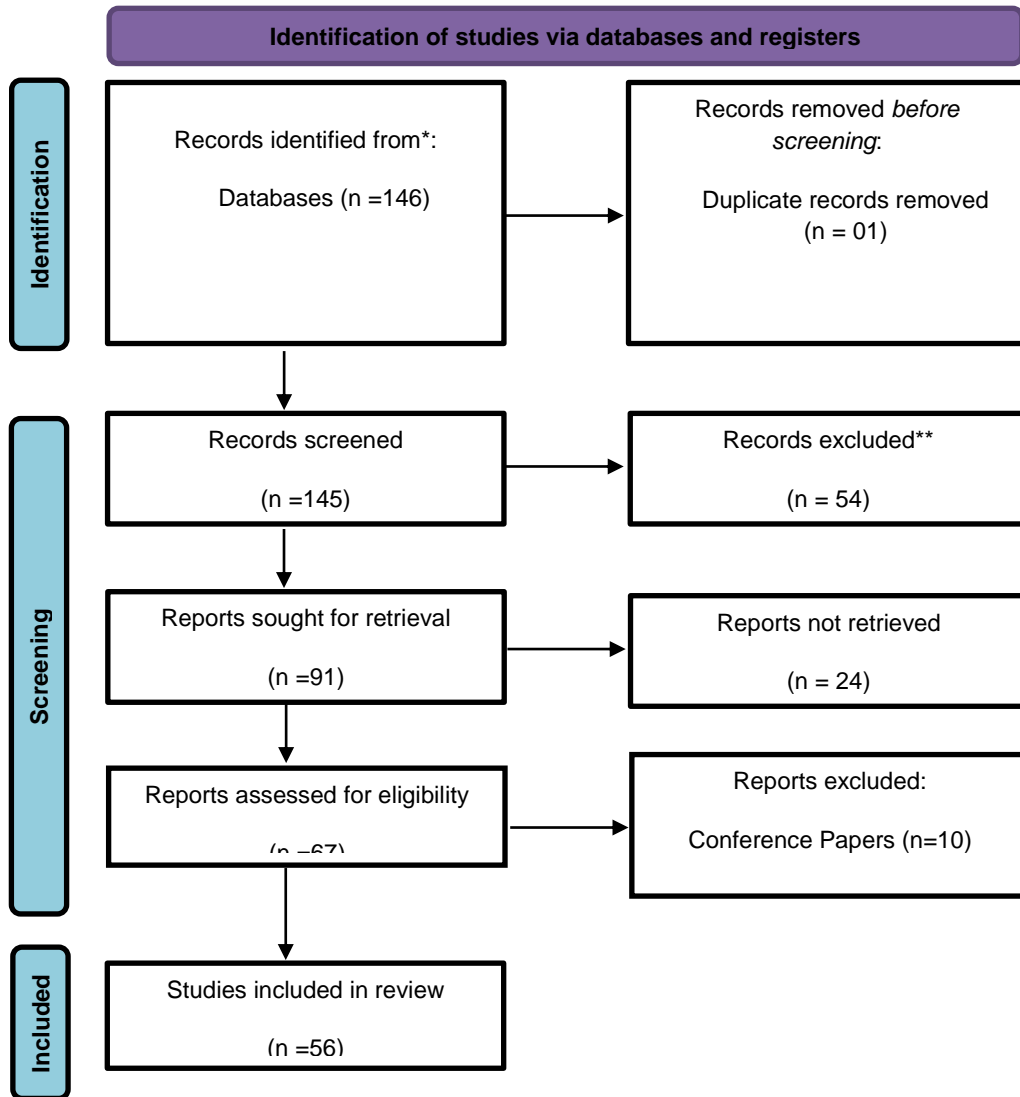 Identification of studies via databases and registers
Identification
Records identified from*:
Databases (n =146)
Records removed before
screening:
Duplicate records removed
(n = 01)
Screening
Records screened
(n =145)
Records excluded**
(n = 54)
Reports sought for retrieval
(n =91)
Reports not retrieved
(n = 24)
Reports assessed for eligibility
(n =67)
Reports excluded:
Conference Papers (n=10)
Included
Studies included in review
(n =56)